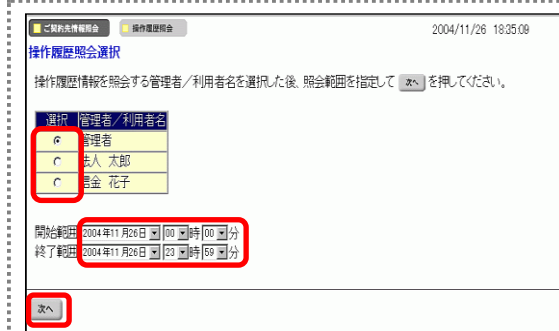 ご契約先情報照会 操作履歴照会 2004/11/26 18:35:09
操作履歴照会選択
操作履歴情報を照会する管理者／利用者名を選択した後、照会範囲を指定して 次へ を押してください。
選択 管理者／利用者名
管理者
法人 太郎
信金 花子
開始範囲 2004年11月26日 00 時 00 分
終了範囲 2004年11月26日 23 時 59 分
次へ